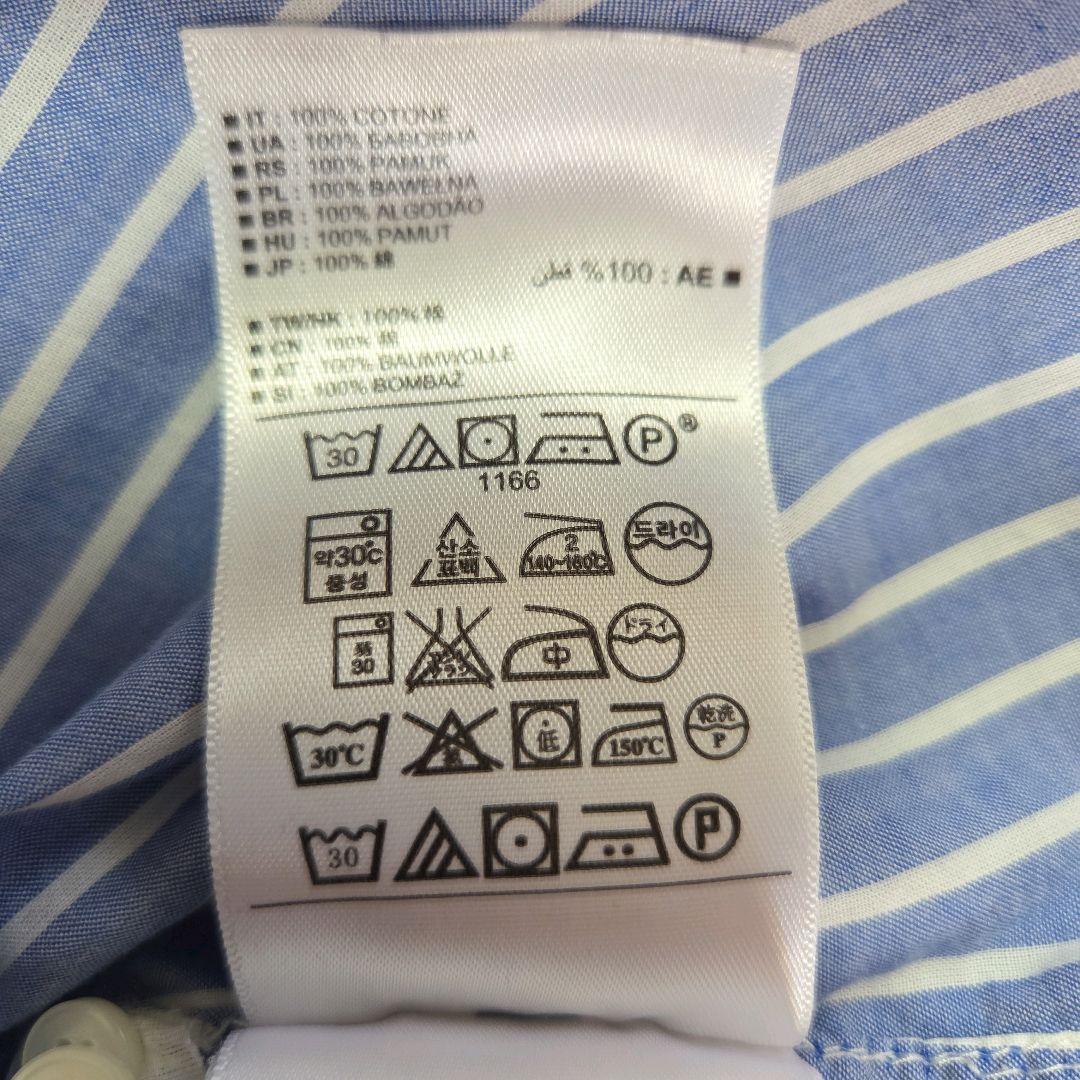 ■ IT : 100% COTONE
■ UA : 100% БАВОВНА
■ RS : 100% PAMUK
■ PL : 100% BAWEŁNA
■ BR : 100% ALGODÃO
■ HU : 100% PAMUT
■ JP : 100% 綿
■ AE : 100% قطن
■ TW/HK : 100% 棉
■ CN : 100% 棉
■ AT : 100% BAUMWOLLE
■ SI : 100% BOMBAŽ
30 P ®
1166
약30℃ 산소 2 드라이
중성 표백 140~160℃
30 中 ドライ
30℃ 低 150℃ 乾洗 P
30 P